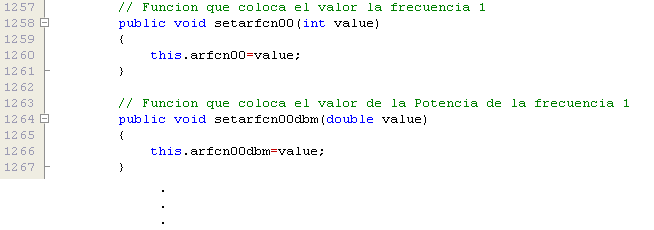 1257 // Funcion que coloca el valor la frecuencia 1
1258 public void setarfcn00(int value)
1259 {
1260 this.arfcn00=value;
1261 }
1262
1263 // Funcion que coloca el valor de la Potencia de la frecuencia 1
1264 public void setarfcn00dbm(double value)
1265 {
1266 this.arfcn00dbm=value;
1267 }
.
.
.